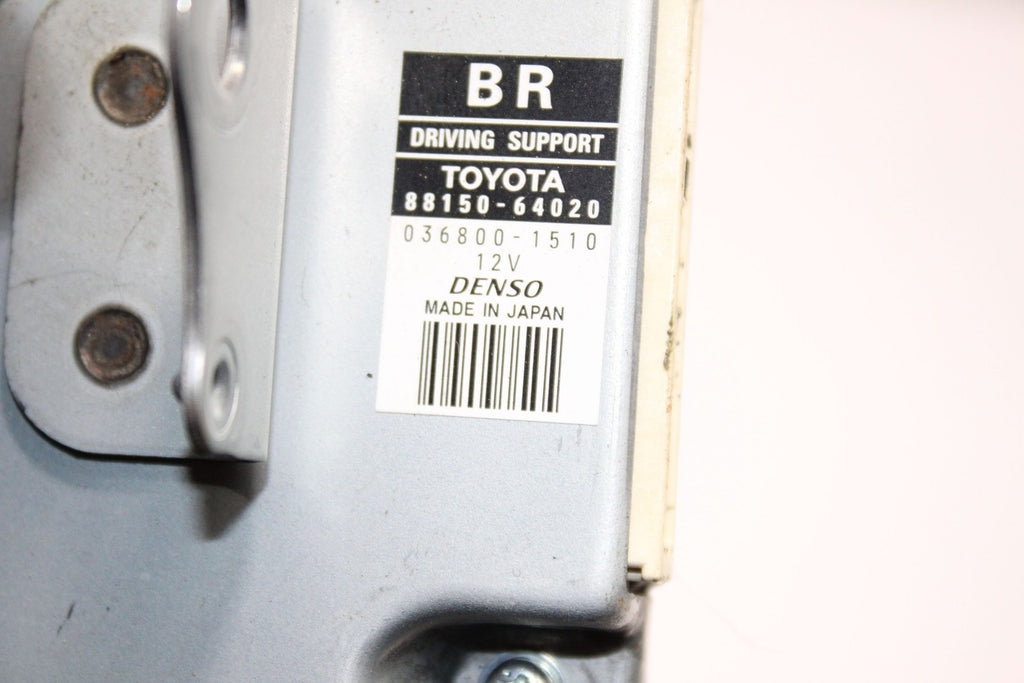 BR
DRIVING SUPPORT
TOYOTA
88150-64020
036800-1510
12V
DENSO
MADE IN JAPAN